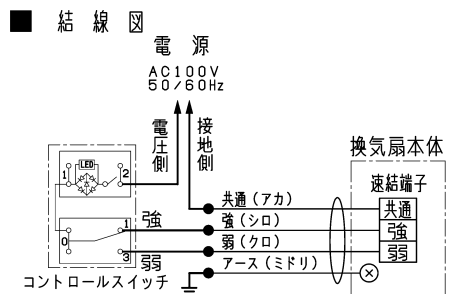 ■ 結線図
電源
AC100V
50/60Hz
電圧側
接地側
換気扇本体
LED
1
2
速結端子
共通(アカ)
共通
強
1
強(シロ)
強
0
弱(クロ)
弱
3
弱
アース(ミドリ)
コントロールスイッチ